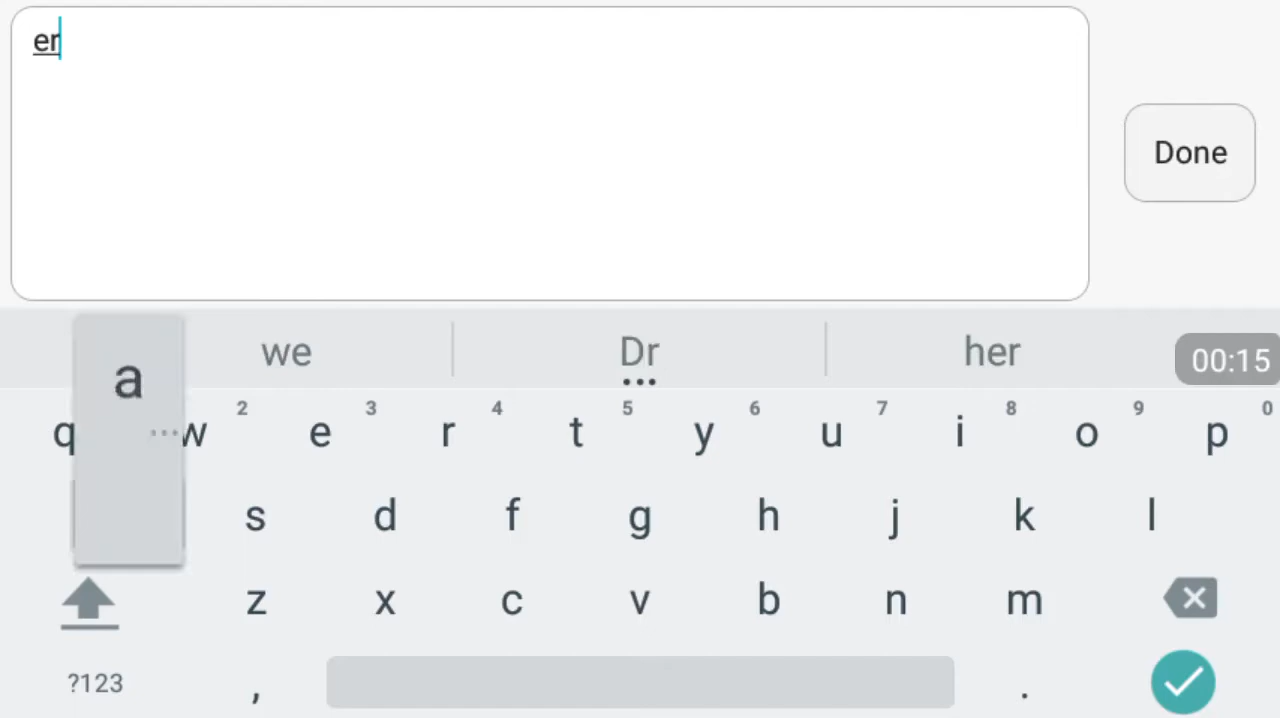 er
Done
we Dr her 00:15
a
2 3 4 5 6 7 8 9 0
q w e r t y u i o p
s d f g h j k l
z x c v b n m
?123 , .